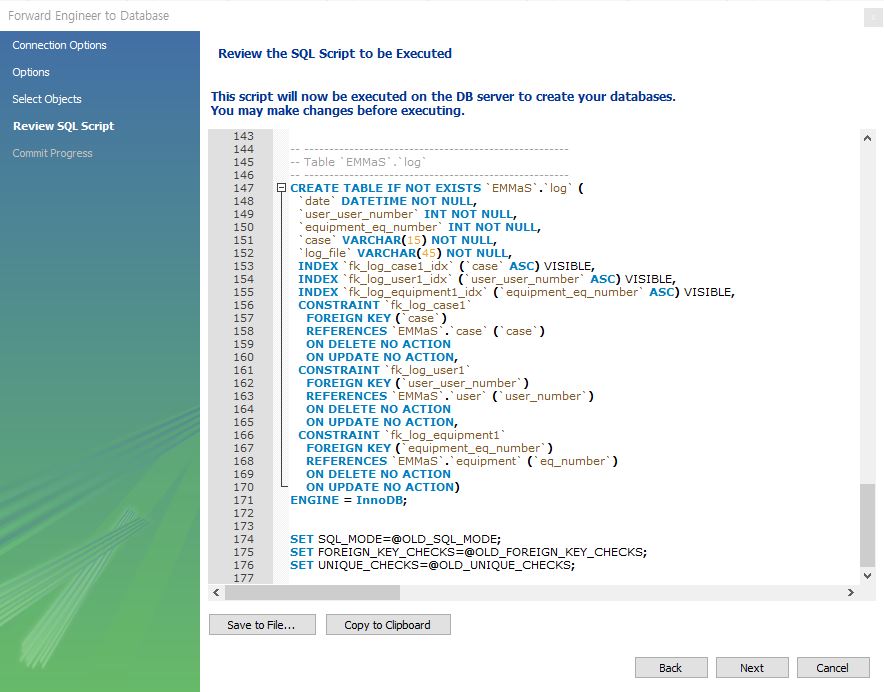 Forward Engineer to Database
Connection Options
Options
Select Objects
Review SQL Script
Commit Progress
Review the SQL Script to be Executed
This script will now be executed on the DB server to create your databases.
You may make changes before executing.
143
144 -- -----------------------------------------------------
145 -- Table `EMMaS`.`log`
146 -- -----------------------------------------------------
147 CREATE TABLE IF NOT EXISTS `EMMaS`.`log` (
148 `date` DATETIME NOT NULL,
149 `user_user_number` INT NOT NULL,
150 `equipment_eq_number` INT NOT NULL,
151 `case` VARCHAR(15) NOT NULL,
152 `log_file` VARCHAR(45) NOT NULL,
153 INDEX `fk_log_case1_idx` (`case` ASC) VISIBLE,
154 INDEX `fk_log_user1_idx` (`user_user_number` ASC) VISIBLE,
155 INDEX `fk_log_equipment1_idx` (`equipment_eq_number` ASC) VISIBLE,
156 CONSTRAINT `fk_log_case1`
157 FOREIGN KEY (`case`)
158 REFERENCES `EMMaS`.`case` (`case`)
159 ON DELETE NO ACTION
160 ON UPDATE NO ACTION,
161 CONSTRAINT `fk_log_user1`
162 FOREIGN KEY (`user_user_number`)
163 REFERENCES `EMMaS`.`user` (`user_number`)
164 ON DELETE NO ACTION
165 ON UPDATE NO ACTION,
166 CONSTRAINT `fk_log_equipment1`
167 FOREIGN KEY (`equipment_eq_number`)
168 REFERENCES `EMMaS`.`equipment` (`eq_number`)
169 ON DELETE NO ACTION
170 ON UPDATE NO ACTION)
171 ENGINE = InnoDB;
172
173
174 SET SQL_MODE=@OLD_SQL_MODE;
175 SET FOREIGN_KEY_CHECKS=@OLD_FOREIGN_KEY_CHECKS;
176 SET UNIQUE_CHECKS=@OLD_UNIQUE_CHECKS;
177
Save to File... Copy to Clipboard
Back Next Cancel